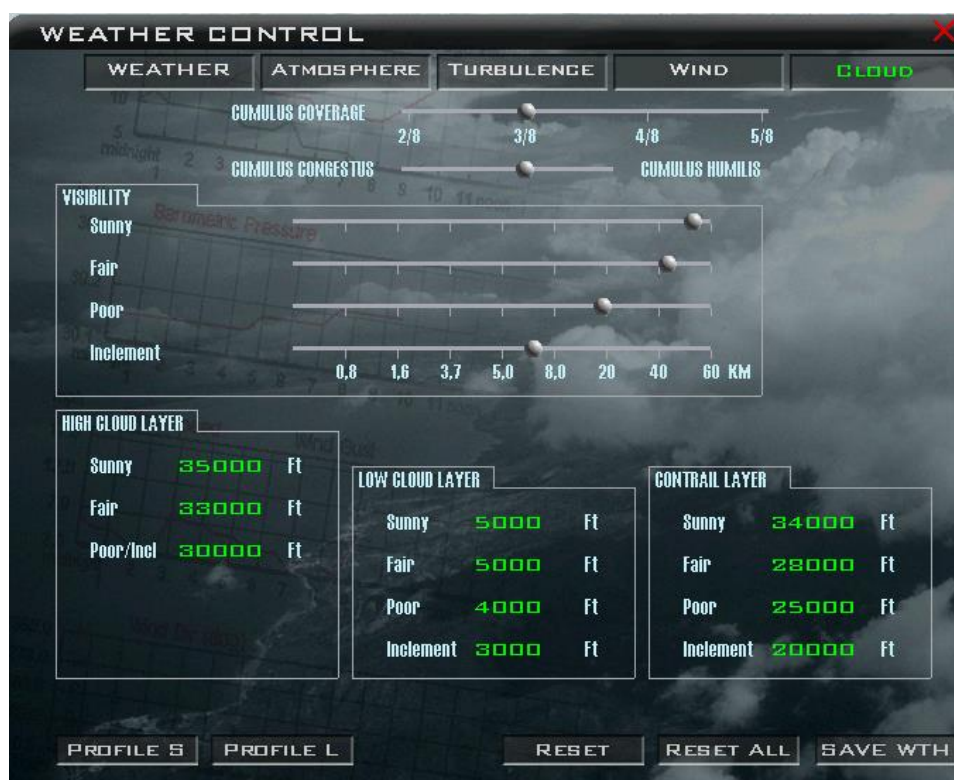 WEATHER CONTROL
WEATHER ATMOSPHERE TURBULENCE WIND CLOUD
CUMULUS COVERAGE
2/8 3/8 4/8 5/8
CUMULUS CONGESTUS CUMULUS HUMILIS
VISIBILITY
Sunny
Fair
Poor
Inclement
0,8 1,6 3,7 5,0 8,0 20 40 60 KM
HIGH CLOUD LAYER
Sunny 35000 Ft
Fair 33000 Ft
Poor/Incl 30000 Ft
LOW CLOUD LAYER
Sunny 5000 Ft
Fair 5000 Ft
Poor 4000 Ft
Inclement 3000 Ft
CONTRAIL LAYER
Sunny 34000 Ft
Fair 28000 Ft
Poor 25000 Ft
Inclement 20000 Ft
PROFILE S PROFILE L RESET RESET ALL SAVE WTH
midnight
Barometric Pressure